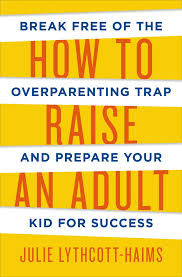 BREAK FREE OF THE
HOW TO
OVERPARENTING TRAP
RAISE
AND PREPARE YOUR
AN ADULT
KID FOR SUCCESS
JULIE LYTHCOTT-HAIMS